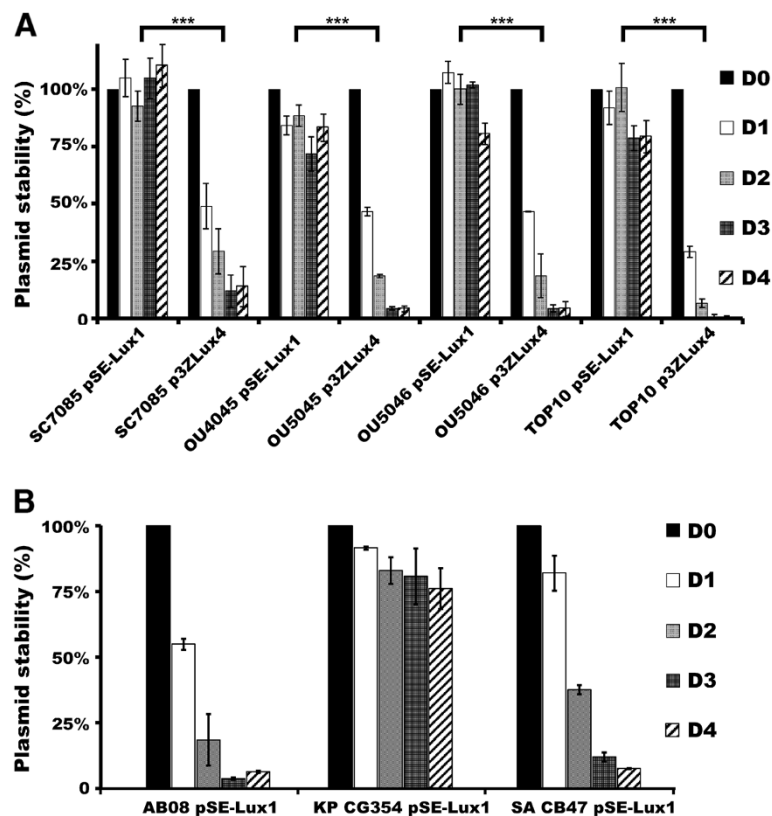 A
*** *** *** ***
Plasmid stability (%)
100%
75%
50%
25%
0
D0
D1
D2
D3
D4
SC7085 pSE-Lux1
SC7085 p3ZLux4
OU4045 pSE-Lux1
OU5045 p3ZLux4
OU5046 pSE-Lux1
OU5046 p3ZLux4
TOP10 pSE-Lux1
TOP10 p3ZLux4
B
Plasmid stability (%)
100%
75%
50%
25%
0
D0
D1
D2
D3
D4
AB08 pSE-Lux1
KP CG354 pSE-Lux1
SA CB47 pSE-Lux1